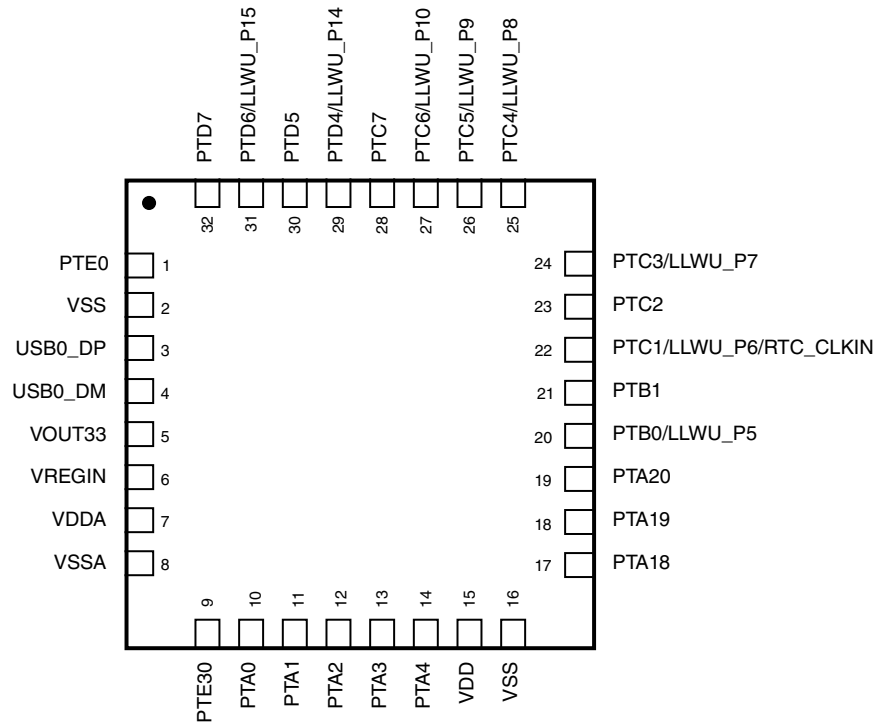 PTD7
PTD6/LLWU_P15
PTD5
PTD4/LLWU_P14
PTC7
PTC6/LLWU_P10
PTC5/LLWU_P9
PTC4/LLWU_P8
32
31
30
29
28
27
26
25
PTE0 1
VSS 2
USB0_DP 3
USB0_DM 4
VOUT33 5
VREGIN 6
VDDA 7
VSSA 8
24 PTC3/LLWU_P7
23 PTC2
22 PTC1/LLWU_P6/RTC_CLKIN
21 PTB1
20 PTB0/LLWU_P5
19 PTA20
18 PTA19
17 PTA18
9
10
11
12
13
14
15
16
PTE30
PTA0
PTA1
PTA2
PTA3
PTA4
VDD
VSS